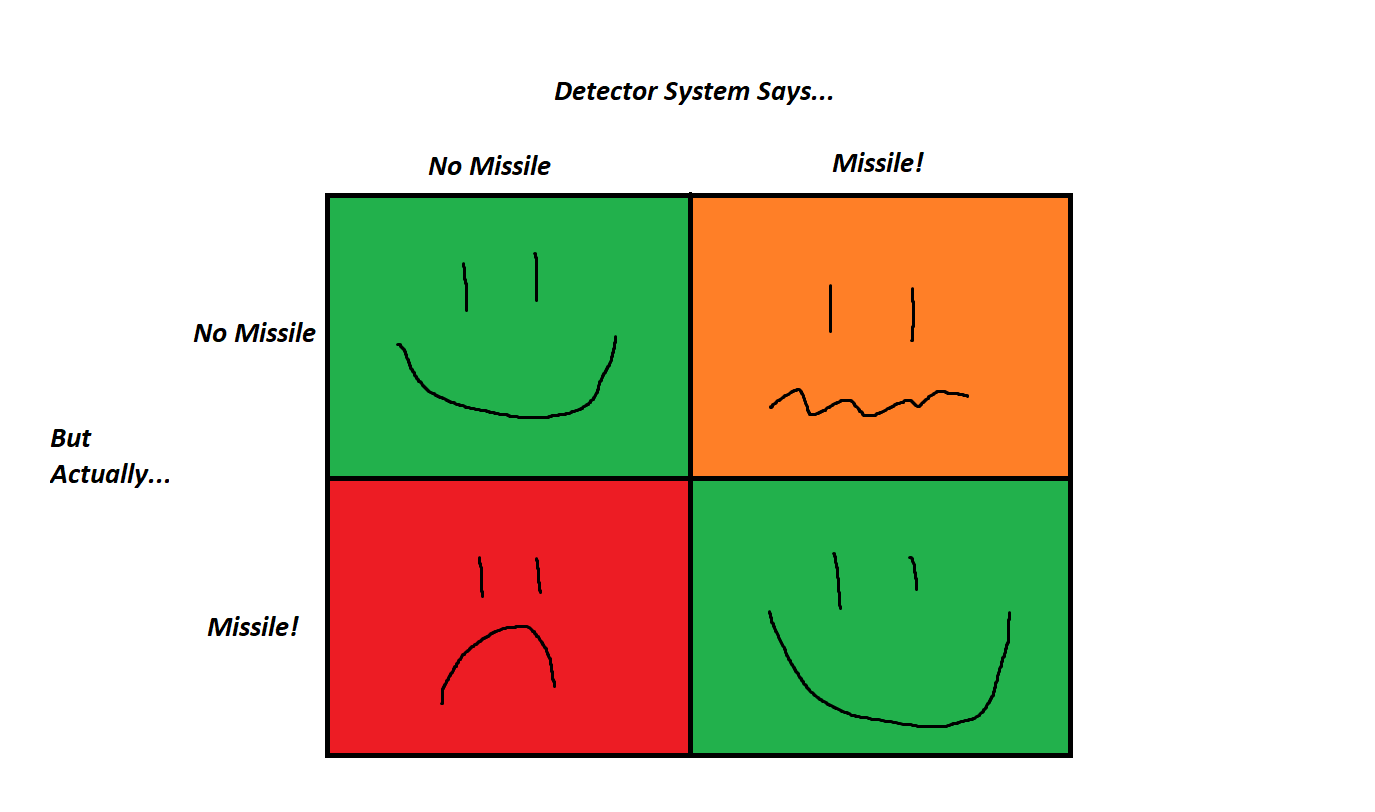 Detector System Says...
No Missile
Missile!
No Missile
But
Actually...
Missile!